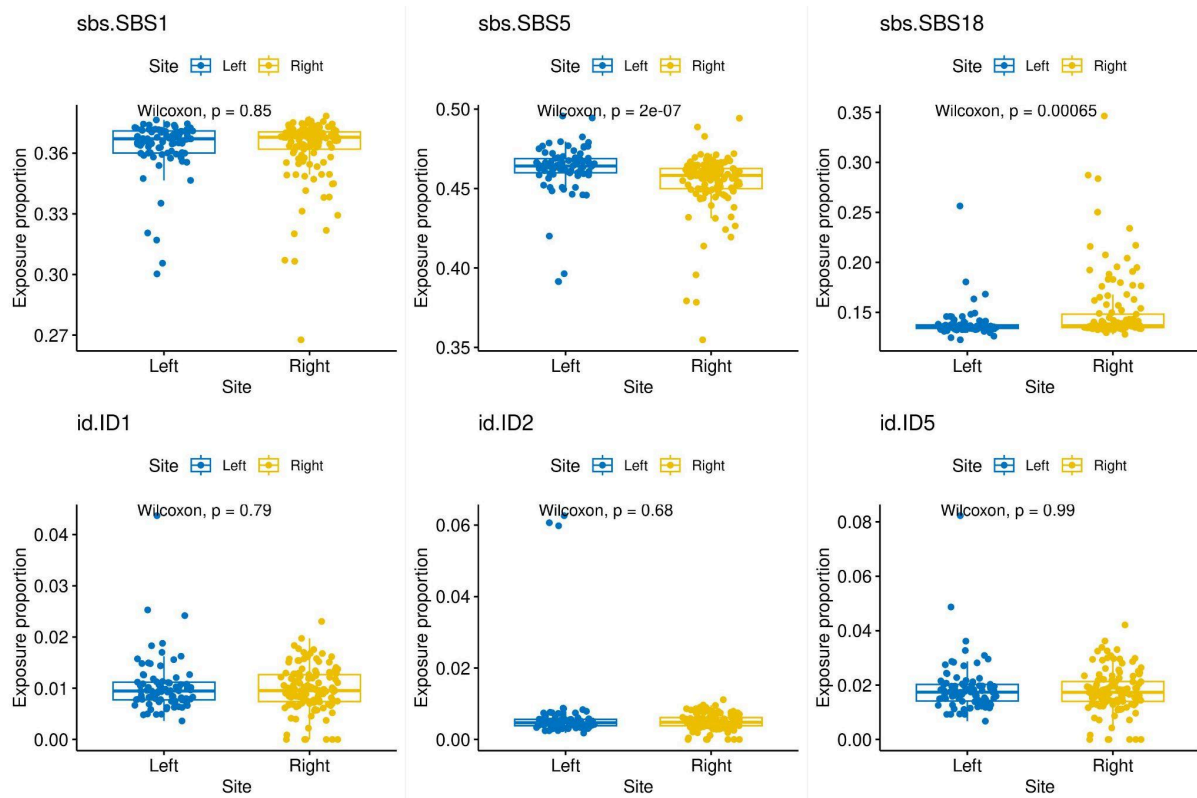 sbs.SBS1
Site Left Right
Wilcoxon, p = 0.85
Exposure proportion
0.36
0.33
0.30
0.27
Left Right
Site
sbs.SBS5
Site Left Right
Wilcoxon, p = 2e-07
Exposure proportion
0.50
0.45
0.40
0.35
Left Right
Site
sbs.SBS18
Site Left Right
Wilcoxon, p = 0.00065
Exposure proportion
0.35
0.30
0.25
0.20
0.15
Left Right
Site
id.ID1
Site Left Right
Wilcoxon, p = 0.79
Exposure proportion
0.04
0.03
0.02
0.01
0.00
Left Right
Site
id.ID2
Site Left Right
Wilcoxon, p = 0.68
Exposure proportion
0.06
0.04
0.02
0.00
Left Right
Site
id.ID5
Site Left Right
Wilcoxon, p = 0.99
Exposure proportion
0.08
0.06
0.04
0.02
0.00
Left Right
Site